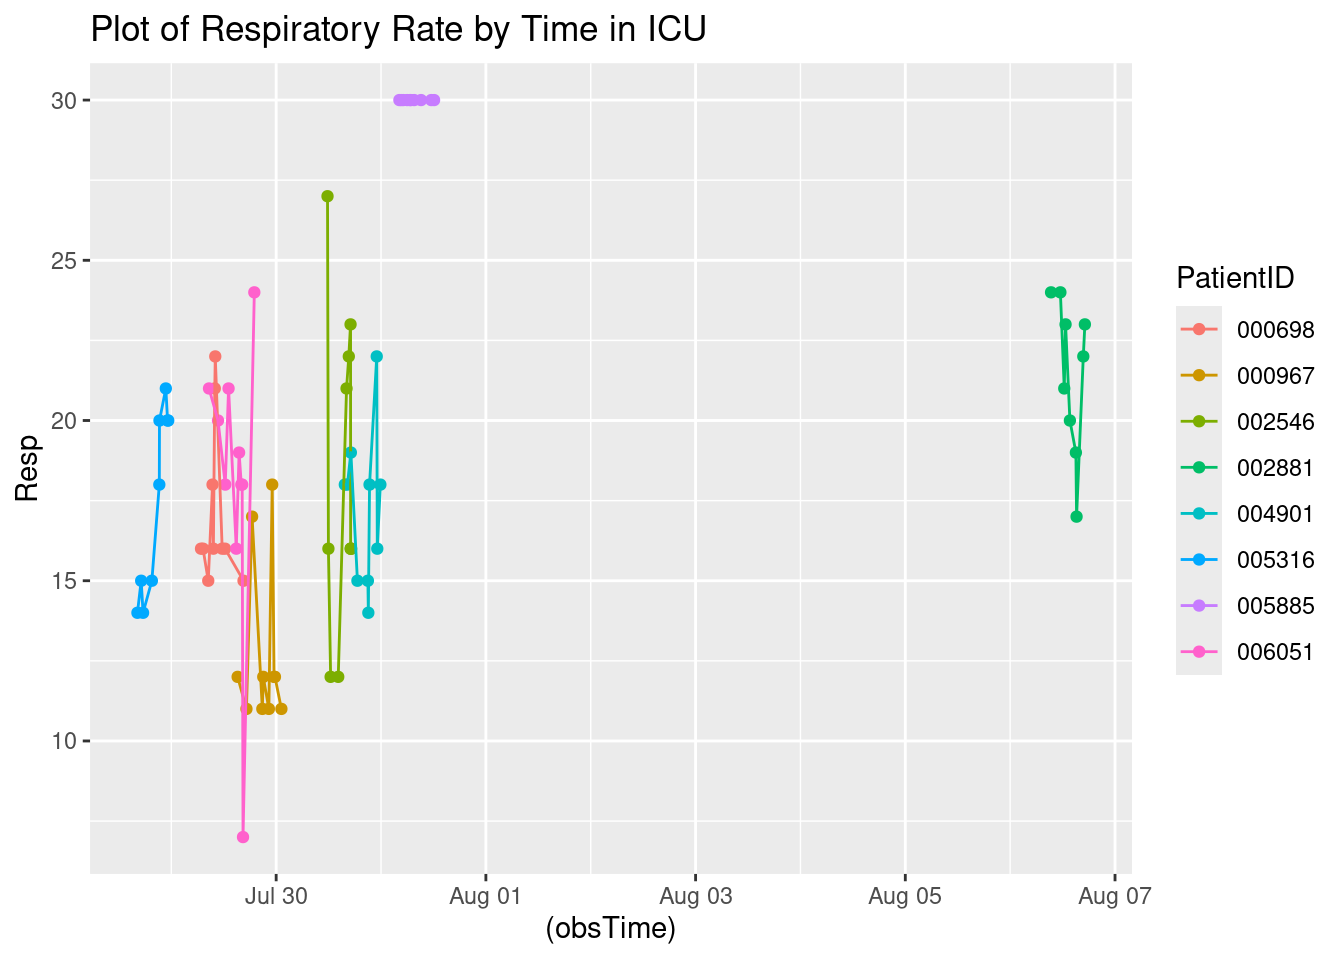 Plot of Respiratory Rate by Time in ICU
30
25
20
15
10
Resp
Jul 30
Aug 01
Aug 03
Aug 05
Aug 07
(obsTime)
PatientID
000698
000967
002546
002881
004901
005316
005885
006051